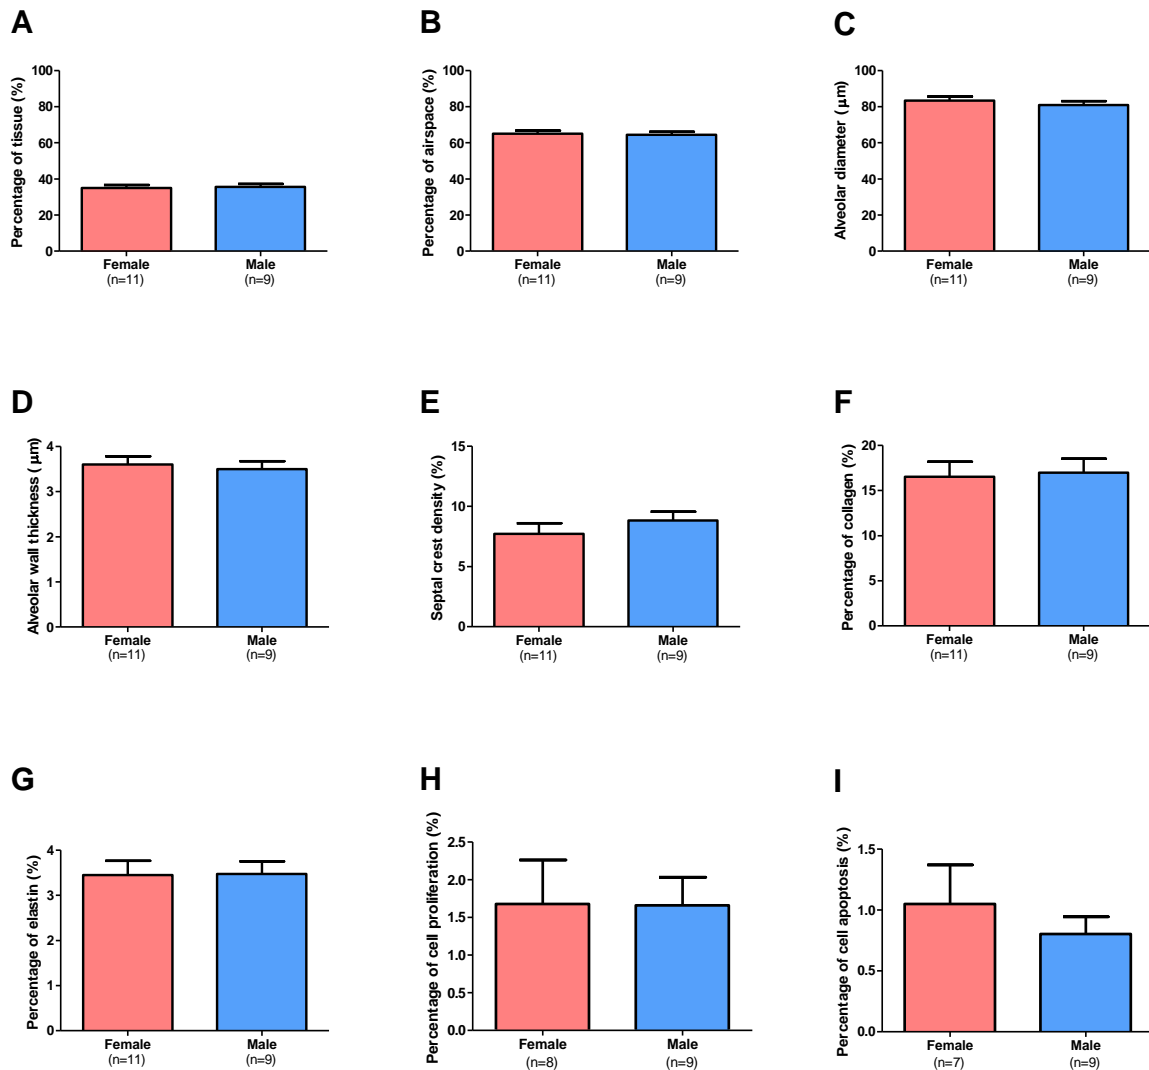 A
Percentage of tissue (%)
100
80
60
40
20
0
Female
(n=11)
Male
(n=9)
B
Percentage of airspace (%)
100
80
60
40
20
0
Female
(n=11)
Male
(n=9)
C
Alveolar diameter (μm)
100
80
60
40
20
0
Female
(n=11)
Male
(n=9)
D
Alveolar wall thickness ( μm)
4
3
2
1
0
Female
(n=11)
Male
(n=9)
E
Septal crest density (%)
15
10
5
0
Female
(n=11)
Male
(n=9)
F
Percentage of collagen (%)
20
15
10
5
0
Female
(n=11)
Male
(n=9)
G
Percentage of elastin (%)
4
3
2
1
0
Female
(n=11)
Male
(n=9)
H
Percentage of cell proliferation (%)
2.5
2.0
1.5
1.0
0.5
0.0
Female
(n=8)
Male
(n=9)
I
Percentage of cell apoptosis (%)
1.5
1.0
0.5
0.0
Female
(n=7)
Male
(n=9)